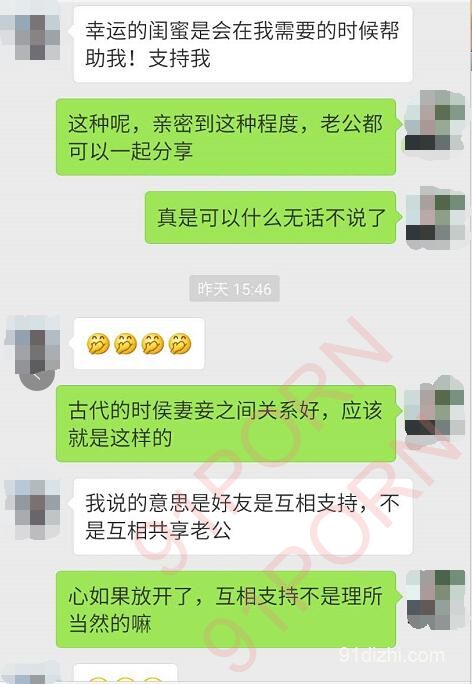 幸运的闺蜜是会在我需要的时候帮
助我！支持我
这种呢，亲密到这种程度，老公都
可以一起分享
真是可以什么无话不说了
昨天 15:46
古代的时侯妻妾之间关系好，应该
就是这样的
我说的意思是好友是互相支持，不
是互相共享老公
心如果放开了，互相支持不是理所
当然的嘛
91PORN
91PORN
91dizhi.com